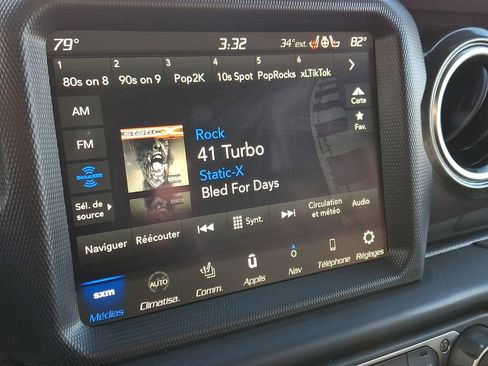 79° 3:32 34°ext. 82°
1 2 3 4 5 6
80s on 8 90s on 9 Pop2K 10s Spot PopRocks xLTikTok
AM
Carte
FM
Fav.
SiriusXM
STATIC-X
Rock
41 Turbo
Static-X
Bled For Days
Sél. de source
Naviguer Réécouter Synt. Circulation et météo Audio
sxm AUTO
Médias Climatisa. Comm. Applis Nav Téléphone Réglages